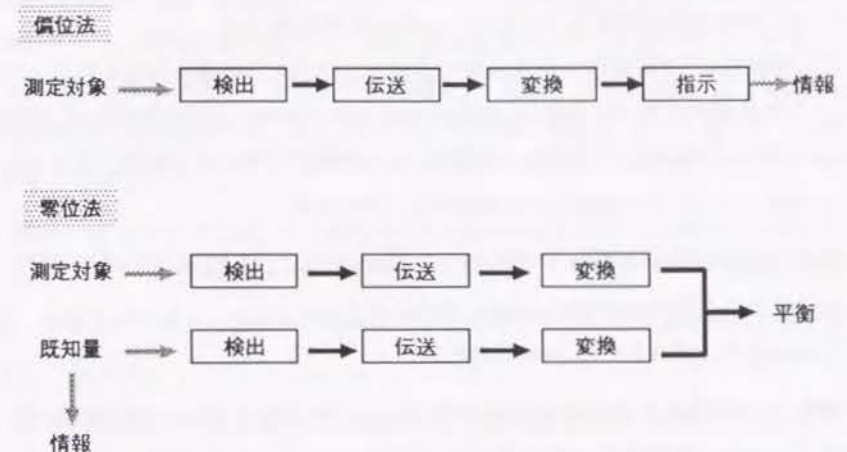 偏位法
測定対象 検出 伝送 変換 指示 情報
零位法
測定対象 検出 伝送 変換
平衡
既知量 検出 伝送 変換
情報